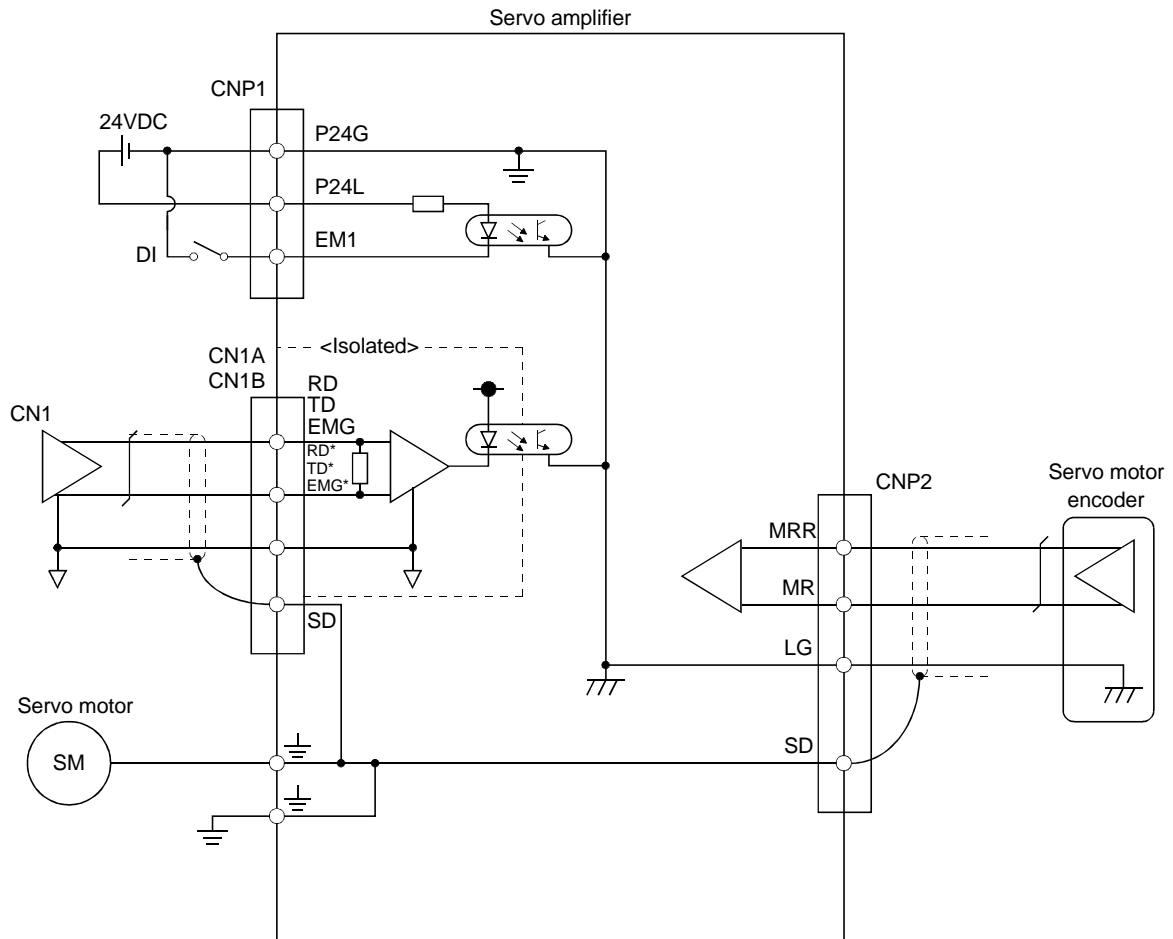 Servo amplifier
CNP1
24VDC
P24G
P24L
EM1
DI
<Isolated>
CN1A
CN1B
RD
TD
EMG
CN1
RD*
TD*
EMG*
SD
CNP2
Servo motor
encoder
MRR
MR
LG
SD
Servo motor
SM